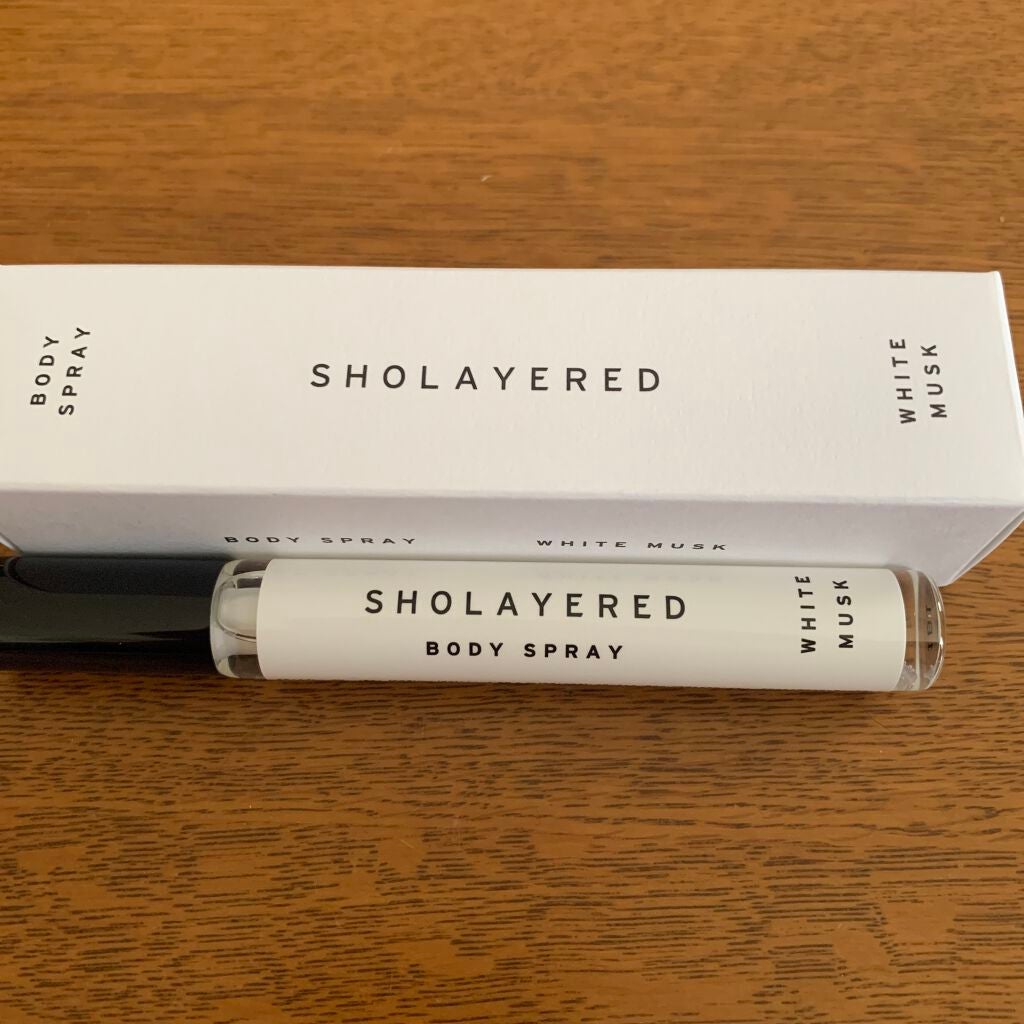 BODY
SPRAY
SHOLAYERED
WHITE
MUSK
BODY SPRAY
WHITE MUSK
SHOLAYERED
BODY SPRAY
WHITE
MUSK